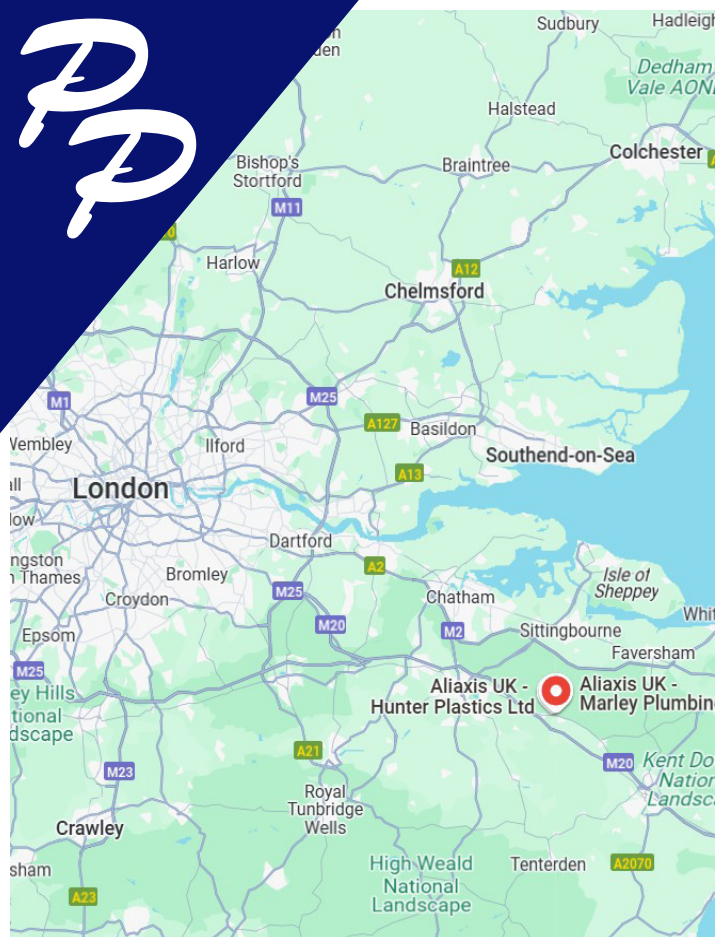 PP
Sudbury
Hadleigh
Dedham
Vale AONB
Halstead
Colchester
Braintree
Bishop's
Stortford
M11
Harlow
A12
Chelmsford
M25
M1
A127
Basildon
Wembley
Ilford
Southend-on-Sea
A13
London
Dartford
A2
Bromley
M25
Croydon
Isle of
Sheppey
Chatham
M20
M2
Sittingbourne
Epsom
Faversham
M25
Aliaxis UK -
Hunter Plastics Ltd
Aliaxis UK -
Marley Plumbin
A21
M23
M20
Royal
Tunbridge
Wells
Crawley
High Weald
National
Landscape
Tenterden
A2070
A23